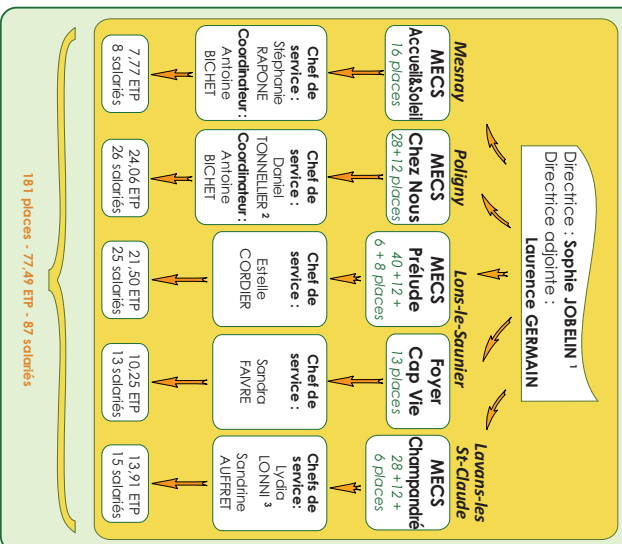 Directrice : Sophie JOBELIN ¹
Directrice adjointe :
Laurence GERMAIN
Mesnay
Poligny
Lons-le-Saunier
Lavans-les
St-Claude
MECS
Accueil&Soleil
16 places
MECS
Chez Nous
28+12 places
MECS
Prélude
40 +12 +
6 + 8 places
Foyer
Cap Vie
13 places
MECS
Champandré
28 +12 +
6 places
Chef de
service :
Stéphanie
RAPONE
Coordinateur :
Antoine
BICHET
Chef de
service :
Daniel
TONNELLIER ²
Coordinateur :
Antoine
BICHET
Chef de
service :
Estelle
CORDIER
Chef de
service :
Sandra
FAIVRE
Chefs de
service:
Lydia
LONNI ³
Sandrine
AUFFRET
7,77 ETP
8 salariés
24,06 ETP
26 salariés
21,50 ETP
25 salariés
10,25 ETP
13 salariés
13,91 ETP
15 salariés
181 places - 77,49 ETP - 87 salariés